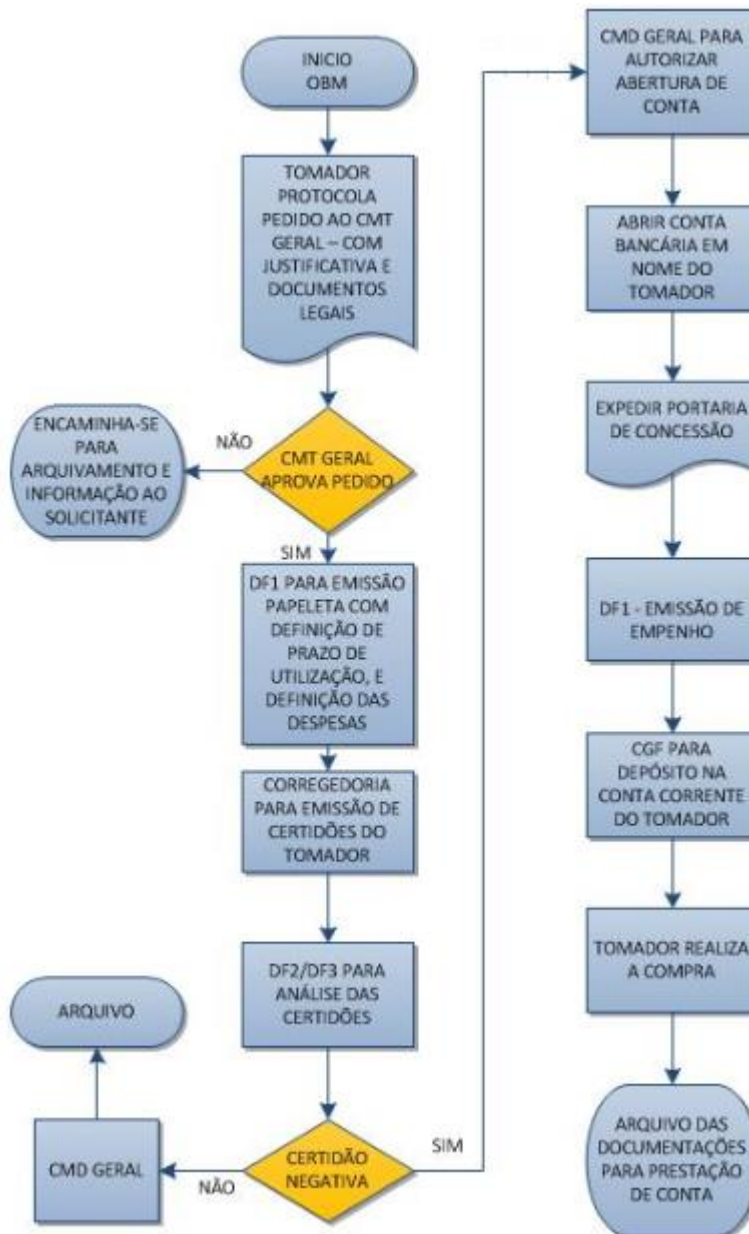 INICIO
OBM
TOMADOR
PROTOCOLA
PEDIDO AO CMT
GERAL – COM
JUSTIFICATIVA E
DOCUMENTOS
LEGAIS
CMT GERAL
APROVA PEDIDO
NÃO
ENCAMINHA-SE
PARA
ARQUIVAMENTO E
INFORMAÇÃO AO
SOLICITANTE
SIM
DF1 PARA EMISSÃO
PAPELETA COM
DEFINIÇÃO DE
PRAZO DE
UTILIZAÇÃO, E
DEFINIÇÃO DAS
DESPESAS
CORREGEDORIA
PARA EMISSÃO DE
CERTIDÕES DO
TOMADOR
DF2/DF3 PARA
ANÁLISE DAS
CERTIDÕES
CERTIDÃO
NEGATIVA
NÃO
CMD GERAL
ARQUIVO
SIM
CMD GERAL PARA
AUTORIZAR
ABERTURA DE
CONTA
ABRIR CONTA
BANCÁRIA EM
NOME DO
TOMADOR
EXPEDIR PORTARIA
DE CONCESSÃO
DF1 - EMISSÃO DE
EMPENHO
CGF PARA
DEPÓSITO NA
CONTA CORRENTE
DO TOMADOR
TOMADOR REALIZA
A COMPRA
ARQUIVO DAS
DOCUMENTAÇÕES
PARA PRESTAÇÃO
DE CONTA